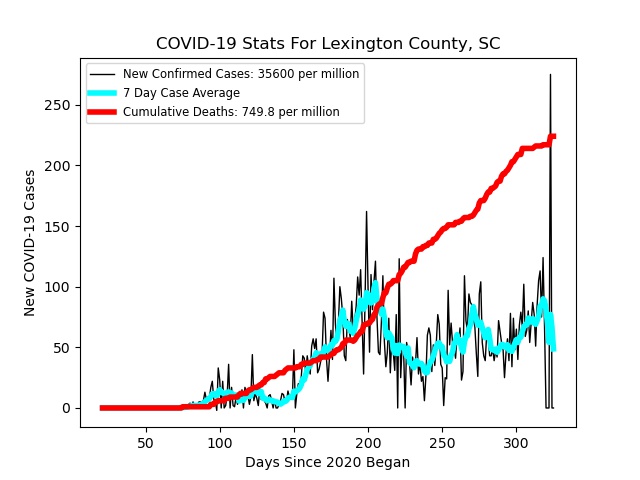 COVID-19 Stats For Lexington County, SC
New Confirmed Cases: 35600 per million
7 Day Case Average
Cumulative Deaths: 749.8 per million
New COVID-19 Cases
250
200
150
100
50
0
50 100 150 200 250 300
Days Since 2020 Began